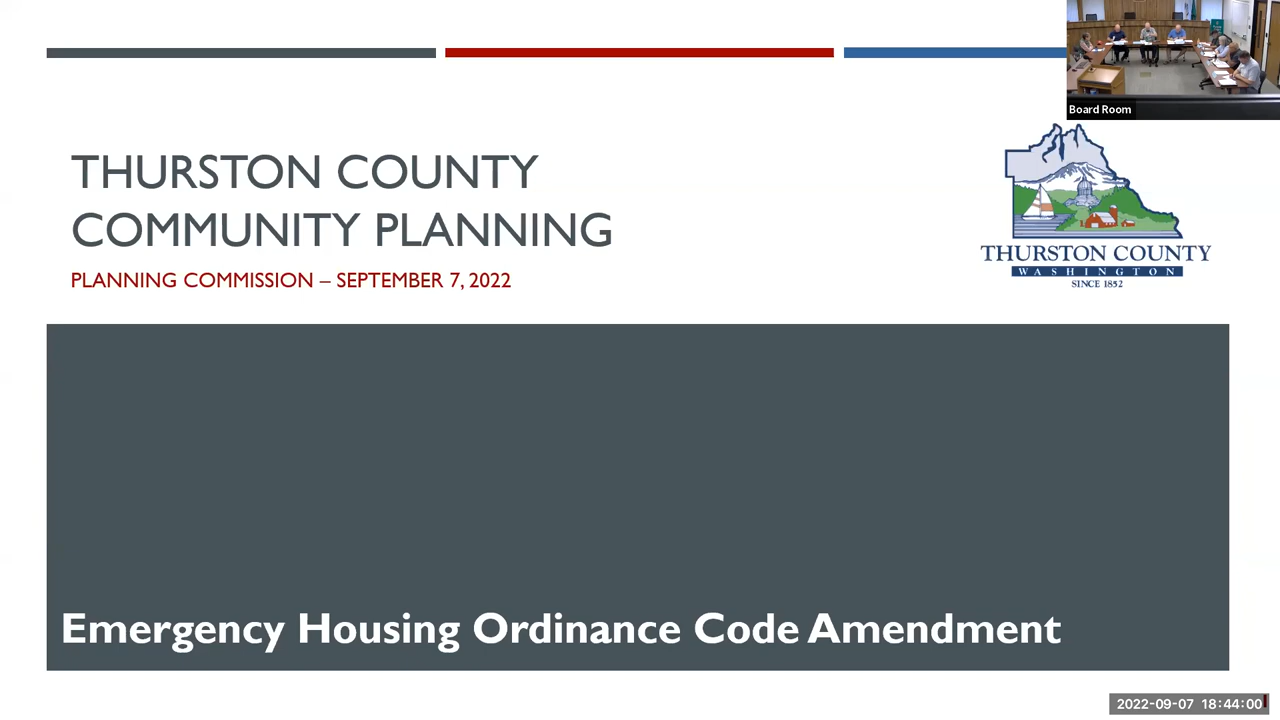 Board Room
THURSTON COUNTY
COMMUNITY PLANNING
PLANNING COMMISSION – SEPTEMBER 7, 2022
THURSTON COUNTY
WASHINGTON
SINCE 1852
Emergency Housing Ordinance Code Amendment
2022-09-07 18:44:00